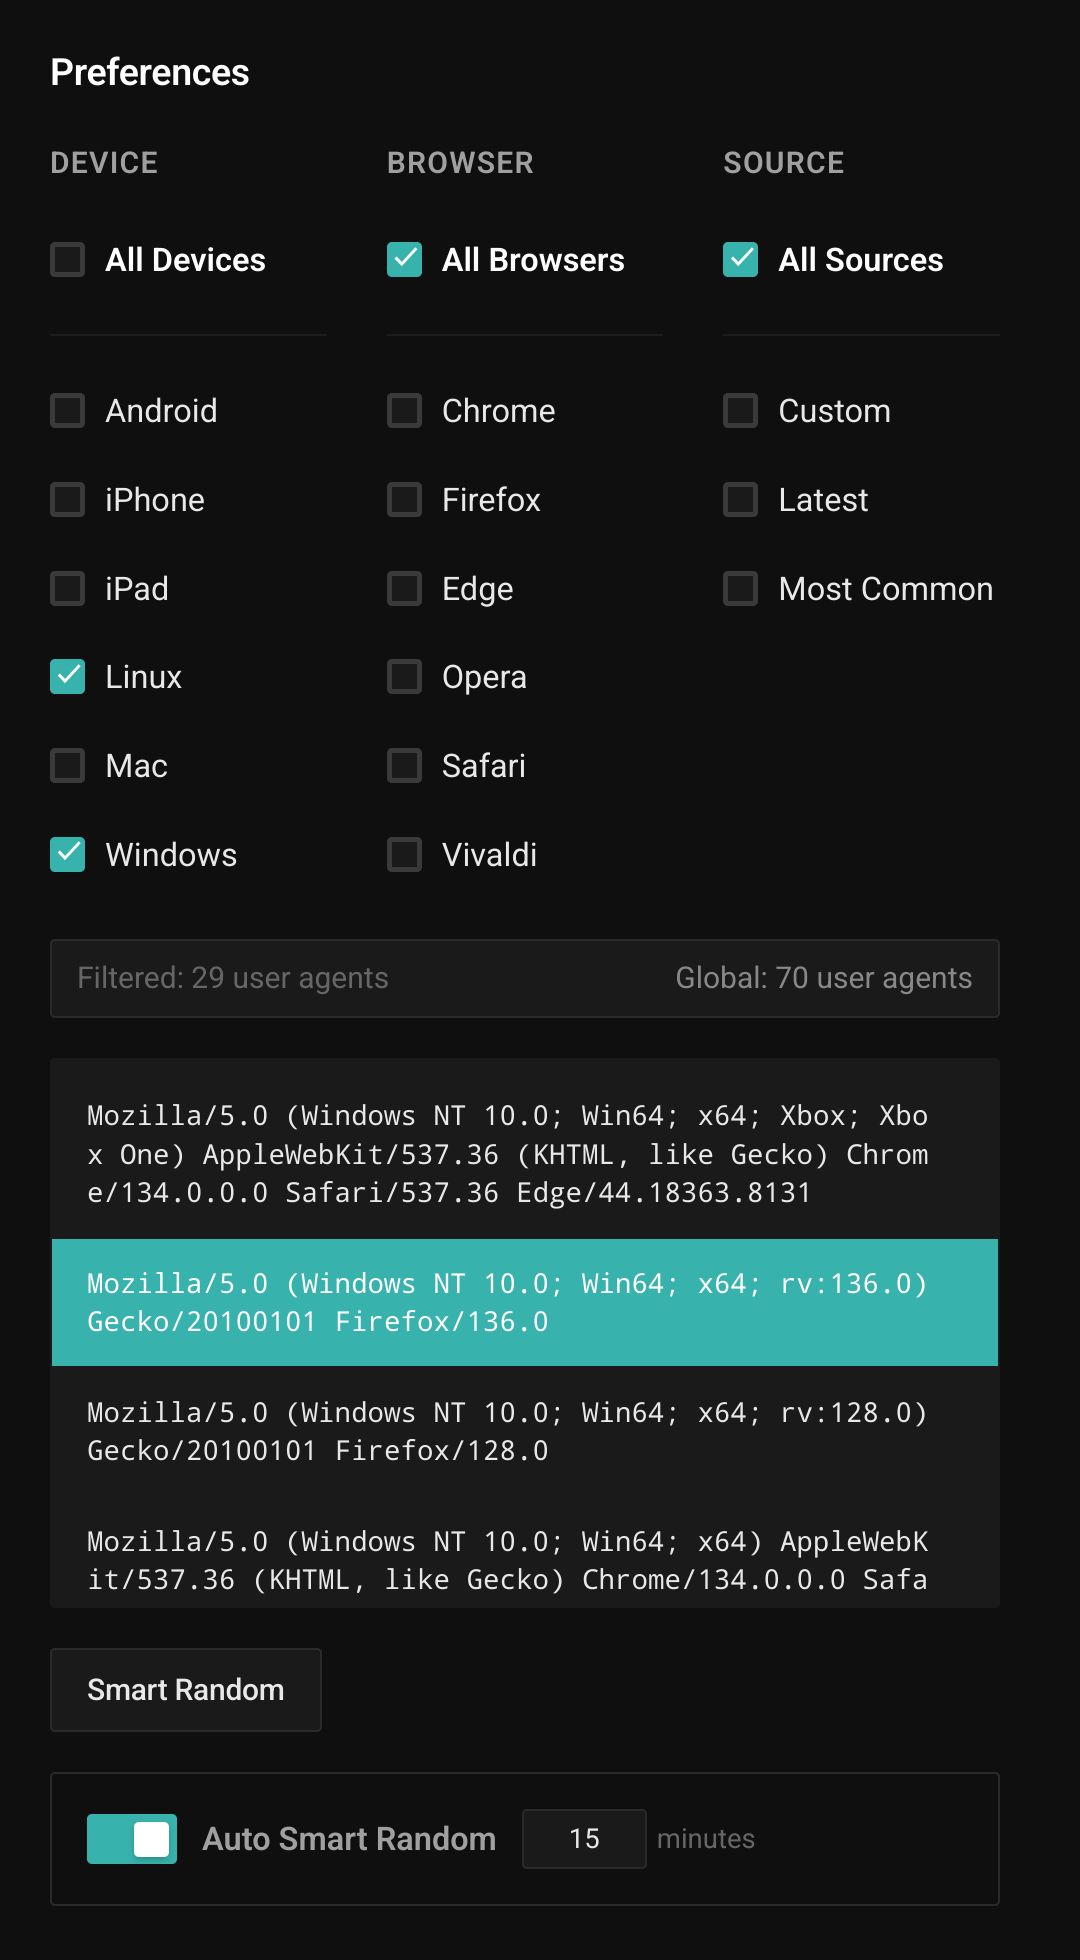 Preferences
DEVICE BROWSER SOURCE
All Devices All Browsers All Sources
Android Chrome Custom
iPhone Firefox Latest
iPad Edge Most Common
Linux Opera
Mac Safari
Windows Vivaldi
Filtered: 29 user agents Global: 70 user agents
Mozilla/5.0 (Windows NT 10.0; Win64; x64; Xbox; Xbo
x One) AppleWebKit/537.36 (KHTML, like Gecko) Chrom
e/134.0.0.0 Safari/537.36 Edge/44.18363.8131
Mozilla/5.0 (Windows NT 10.0; Win64; x64; rv:136.0)
Gecko/20100101 Firefox/136.0
Mozilla/5.0 (Windows NT 10.0; Win64; x64; rv:128.0)
Gecko/20100101 Firefox/128.0
Mozilla/5.0 (Windows NT 10.0; Win64; x64) AppleWebK
it/537.36 (KHTML, like Gecko) Chrome/134.0.0.0 Safa
Smart Random
Auto Smart Random 15 minutes